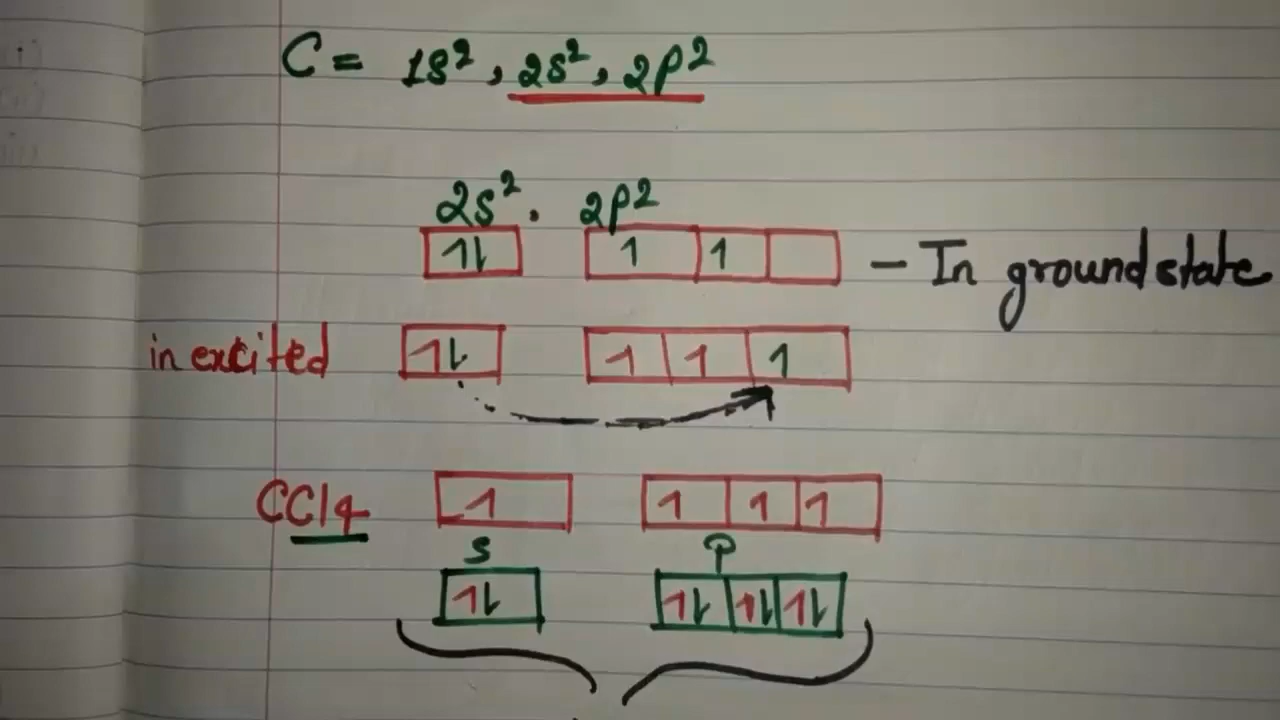 C = 1s², 2s², 2p²
2s². 2p²
1⇂ 1 1 - In ground state
in excited 1⇂ 1 1 1
CCl4 1 1 1 1
s p
1⇂ 1⇂ 1⇂ 1⇂